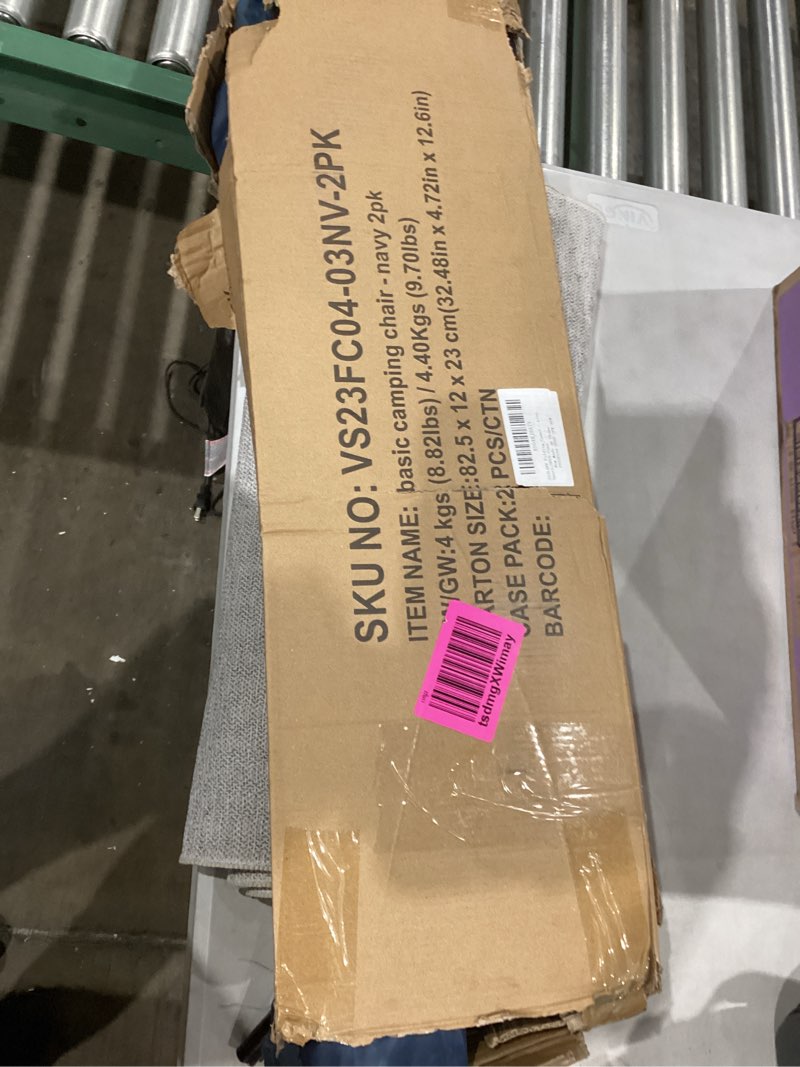 SKU NO: VS23FC04-03NV-2PK
ITEM NAME: basic camping chair - navy 2pk
/GW:4 kgs (8.82lbs) / 4.40Kgs (9.70lbs)
ARTON SIZE:82.5 x 12 x 23 cm(32.48in x 4.72in x 12.6in)
CASE PACK:2 PCS/CTN
BARCODE:
tsdmgXWimay